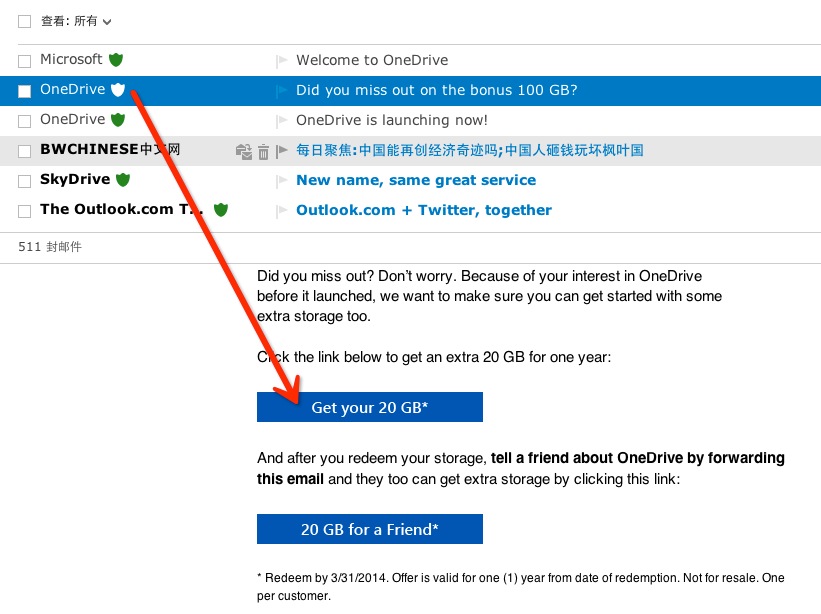 查看: 所有
Microsoft Welcome to OneDrive
OneDrive Did you miss out on the bonus 100 GB?
OneDrive OneDrive is launching now!
BWCHINESE中文网 每日聚焦:中国能再创经济奇迹吗;中国人砸钱玩坏枫叶国
SkyDrive New name, same great service
The Outlook.com T... Outlook.com + Twitter, together
511 封邮件
Did you miss out? Don’t worry. Because of your interest in OneDrive
before it launched, we want to make sure you can get started with some
extra storage too.
Click the link below to get an extra 20 GB for one year:
Get your 20 GB*
And after you redeem your storage, tell a friend about OneDrive by forwarding
this email and they too can get extra storage by clicking this link:
20 GB for a Friend*
* Redeem by 3/31/2014. Offer is valid for one (1) year from date of redemption. Not for resale. One
per customer.